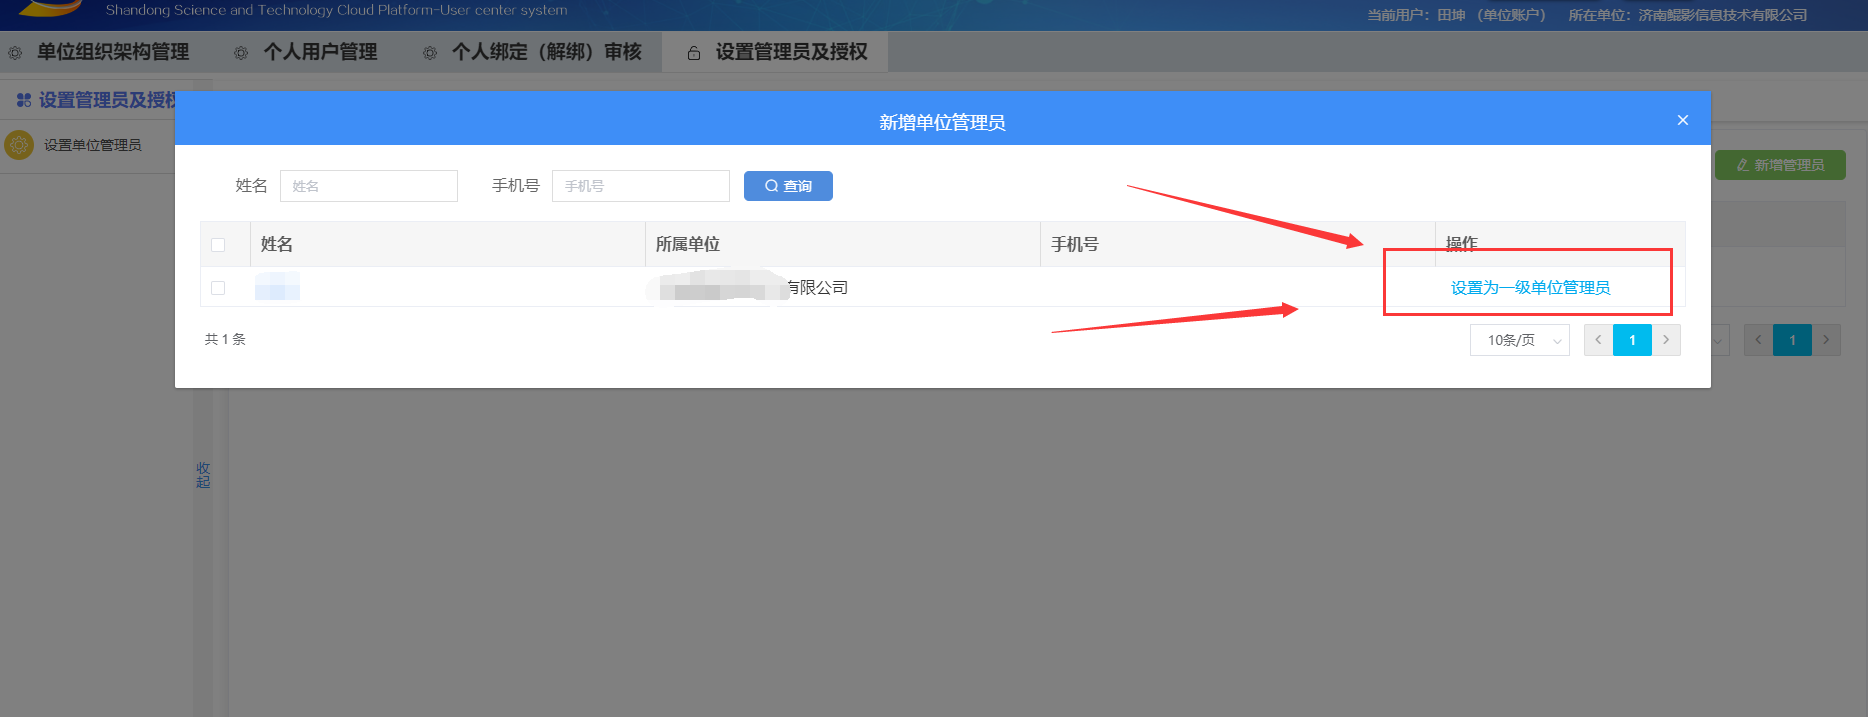 Shandong Science and Technology Cloud Platform-User center system
当前用户：田坤 （单位账户） 所在单位：济南鲲影信息技术有限公司
单位组织架构管理 个人用户管理 个人绑定（解绑）审核 设置管理员及授权
设置管理员及授权
设置单位管理员
新增单位管理员
新增管理员
姓名 姓名 手机号 手机号 查询
姓名 所属单位 手机号 操作
有限公司 设置为一级单位管理员
共 1 条 10条/页 1 1
收起